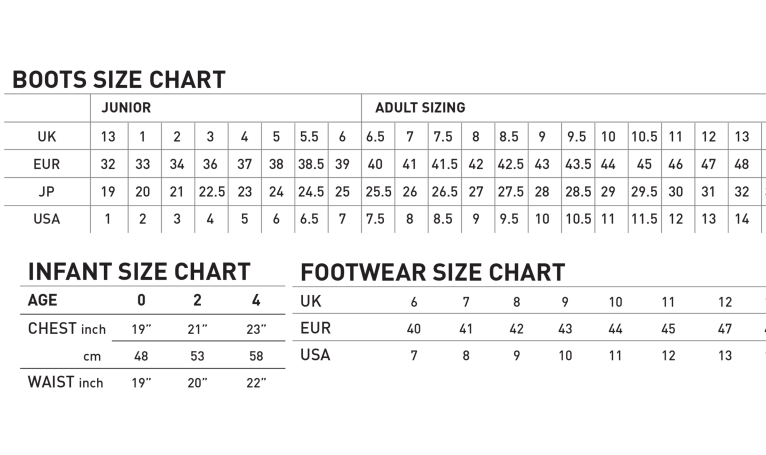 BOOTS SIZE CHART
JUNIOR ADULT SIZING
UK 13 1 2 3 4 5 5.5 6 6.5 7 7.5 8 8.5 9 9.5 10 10.5 11 12 13
EUR 32 33 34 36 37 38 38.5 39 40 41 41.5 42 42.5 43 43.5 44 45 46 47 48
JP 19 20 21 22.5 23 24 24.5 25 25.5 26 26.5 27 27.5 28 28.5 29 29.5 30 31 32
USA 1 2 3 4 5 6 6.5 7 7.5 8 8.5 9 9.5 10 10.5 11 11.5 12 13 14
INFANT SIZE CHART
AGE 0 2 4
CHEST inch 19” 21” 23”
cm 48 53 58
WAIST inch 19” 20” 22”
FOOTWEAR SIZE CHART
UK 6 7 8 9 10 11 12
EUR 40 41 42 43 44 45 47
USA 7 8 9 10 11 12 13